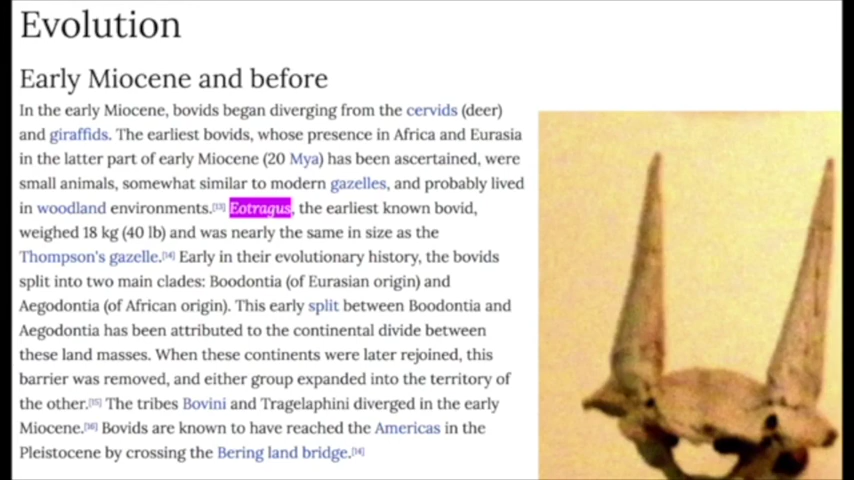 Evolution
Early Miocene and before
In the early Miocene, bovids began diverging from the cervids (deer)
and giraffids. The earliest bovids, whose presence in Africa and Eurasia
in the latter part of early Miocene (20 Mya) has been ascertained, were
small animals, somewhat similar to modern gazelles, and probably lived
in woodland environments.[13] Eotragus, the earliest known bovid,
weighed 18 kg (40 lb) and was nearly the same in size as the
Thompson's gazelle.[14] Early in their evolutionary history, the bovids
split into two main clades: Boodontia (of Eurasian origin) and
Aegodontia (of African origin). This early split between Boodontia and
Aegodontia has been attributed to the continental divide between
these land masses. When these continents were later rejoined, this
barrier was removed, and either group expanded into the territory of
the other.[15] The tribes Bovini and Tragelaphini diverged in the early
Miocene.[16] Bovids are known to have reached the Americas in the
Pleistocene by crossing the Bering land bridge.[14]